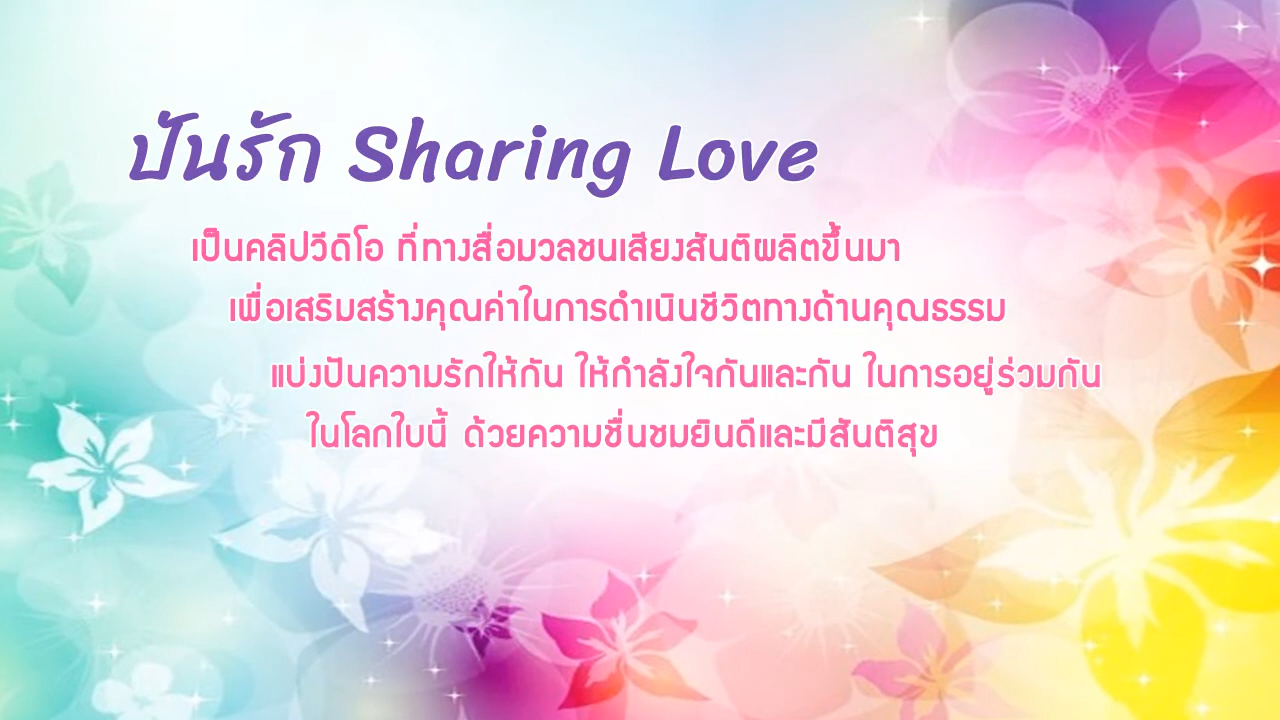 ปันรัก Sharing Love
เป็นคลิปวีดิโอ ที่ทางสื่อมวลชนเสียงสันติผลิตขึ้นมา
เพื่อเสริมสร้างคุณค่าในการดำเนินชีวิตทางด้านคุณธรรม
แบ่งปันความรักให้กัน ให้กำลังใจกันและกัน ในการอยู่ร่วมกัน
ในโลกใบนี้ ด้วยความชื่นชมยินดีและมีสันติสุข